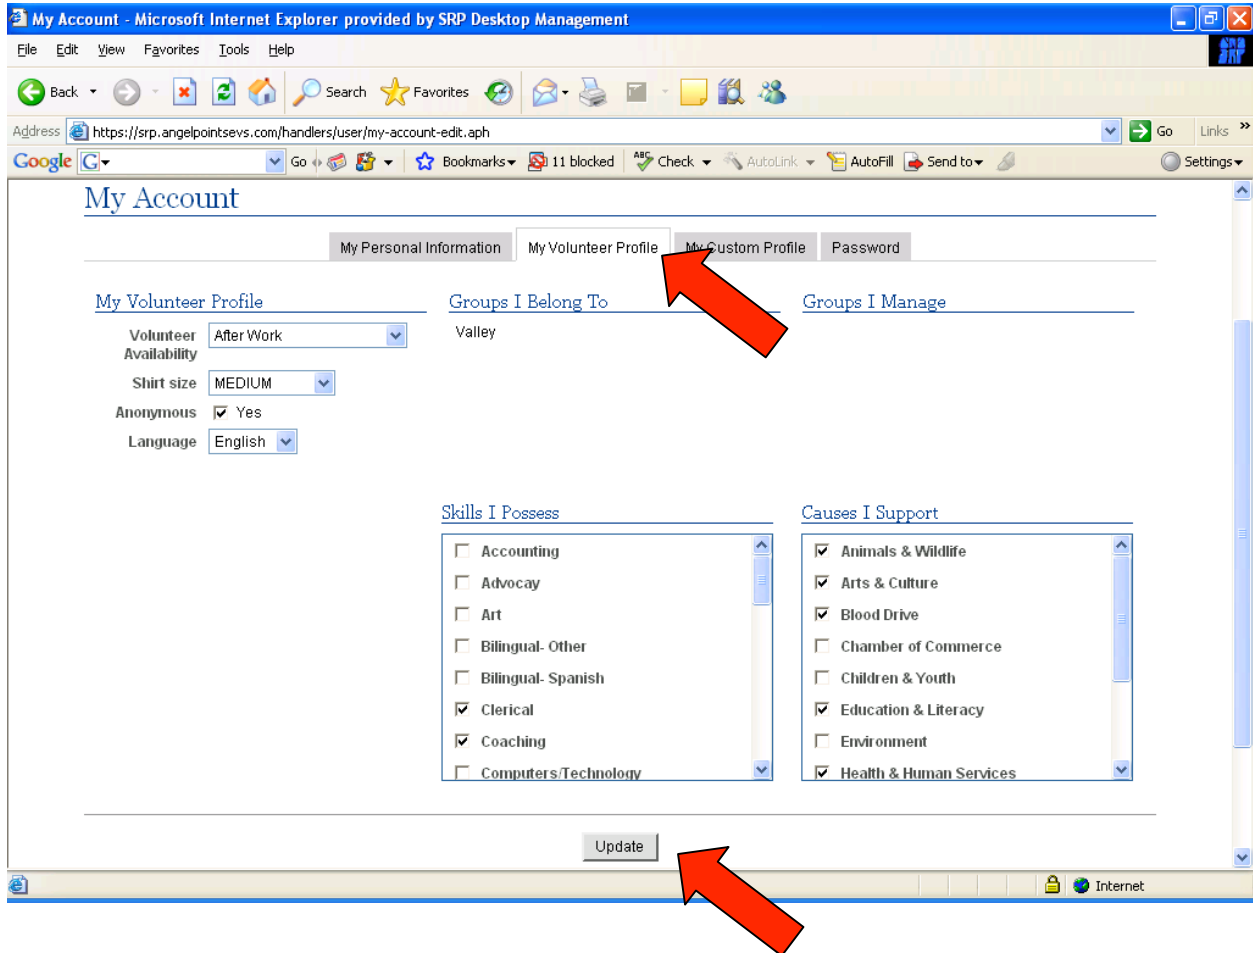 My Account - Microsoft Internet Explorer provided by SRP Desktop Management
File Edit View Favorites Tools Help
SRP
Back Search Favorites
Address https://srp.angelpointsevs.com/handlers/user/my-account-edit.aph Go Links »
Google G Go Bookmarks 11 blocked ABC Check AutoLink AutoFill Send to Settings
My Account
My Personal Information My Volunteer Profile My Custom Profile Password
My Volunteer Profile Groups I Belong To Groups I Manage
Volunteer Availability After Work Valley
Shirt size MEDIUM
Anonymous Yes
Language English
Skills I Possess Causes I Support
Accounting Animals & Wildlife
Advocay Arts & Culture
Art Blood Drive
Bilingual- Other Chamber of Commerce
Bilingual- Spanish Children & Youth
Clerical Education & Literacy
Coaching Environment
Computers/Technology Health & Human Services
Update
Internet